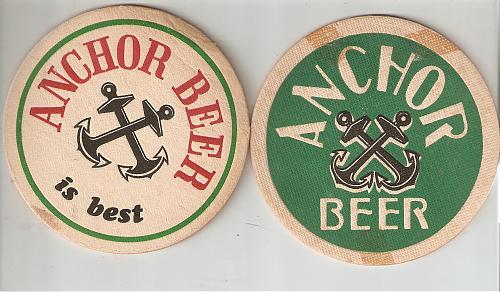 ANCHOR BEER
is best
ANCHOR
BEER